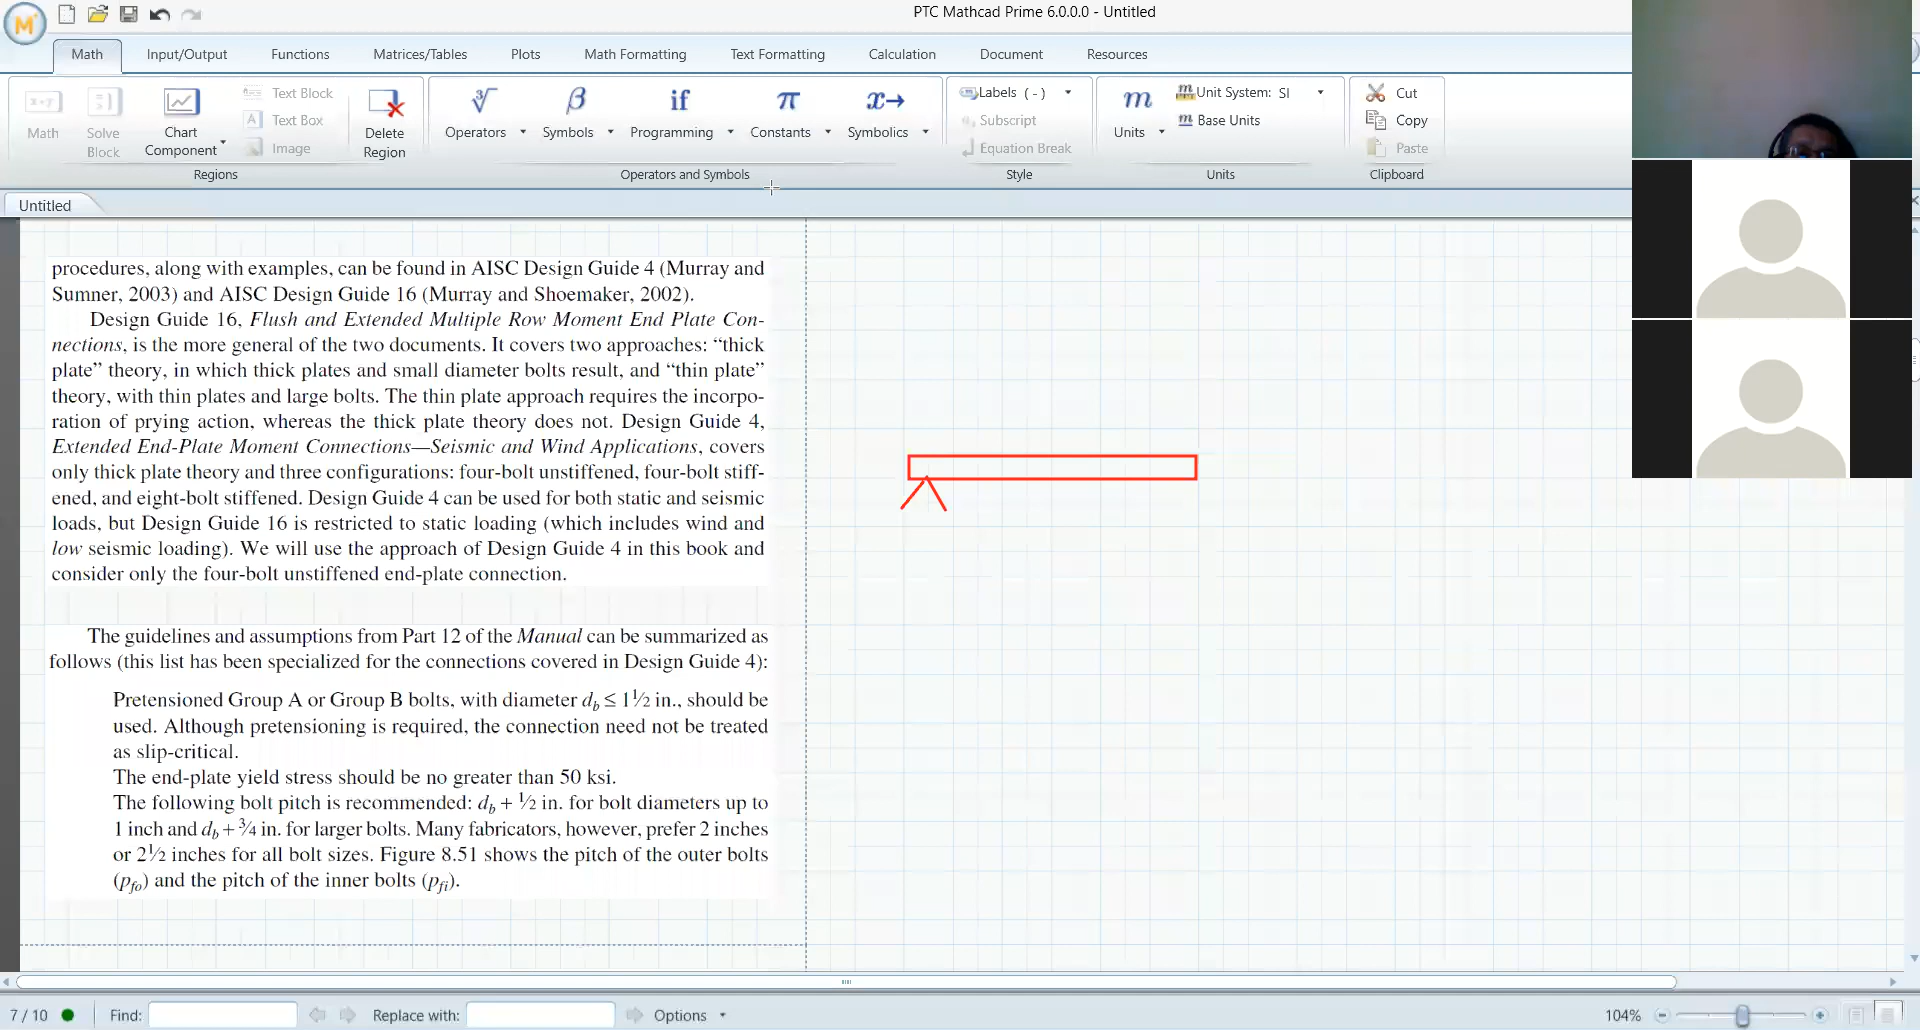 PTC Mathcad Prime 6.0.0.0 - Untitled
Math Input/Output Functions Matrices/Tables Plots Math Formatting Text Formatting Calculation Document Resources
Math
Solve Block
Chart Component
Text Block
Text Box
Image
Delete Region
Regions
Operators
β Symbols
if Programming
π Constants
x→ Symbolics
Operators and Symbols
Labels ( - )
Subscript
Equation Break
Style
m Units
Unit System: SI
Base Units
Units
Cut
Copy
Paste
Clipboard
Untitled
procedures, along with examples, can be found in AISC Design Guide 4 (Murray and
Sumner, 2003) and AISC Design Guide 16 (Murray and Shoemaker, 2002).
Design Guide 16, Flush and Extended Multiple Row Moment End Plate Con-
nections, is the more general of the two documents. It covers two approaches: “thick
plate” theory, in which thick plates and small diameter bolts result, and “thin plate”
theory, with thin plates and large bolts. The thin plate approach requires the incorpo-
ration of prying action, whereas the thick plate theory does not. Design Guide 4,
Extended End-Plate Moment Connections—Seismic and Wind Applications, covers
only thick plate theory and three configurations: four-bolt unstiffened, four-bolt stiff-
ened, and eight-bolt stiffened. Design Guide 4 can be used for both static and seismic
loads, but Design Guide 16 is restricted to static loading (which includes wind and
low seismic loading). We will use the approach of Design Guide 4 in this book and
consider only the four-bolt unstiffened end-plate connection.
The guidelines and assumptions from Part 12 of the Manual can be summarized as
follows (this list has been specialized for the connections covered in Design Guide 4):
Pretensioned Group A or Group B bolts, with diameter db ≤ 1½ in., should be
used. Although pretensioning is required, the connection need not be treated
as slip-critical.
The end-plate yield stress should be no greater than 50 ksi.
The following bolt pitch is recommended: db + ½ in. for bolt diameters up to
1 inch and db + ¾ in. for larger bolts. Many fabricators, however, prefer 2 inches
or 2½ inches for all bolt sizes. Figure 8.51 shows the pitch of the outer bolts
(pfo) and the pitch of the inner bolts (pfi).
7 / 10 Find: Replace with: Options 104%